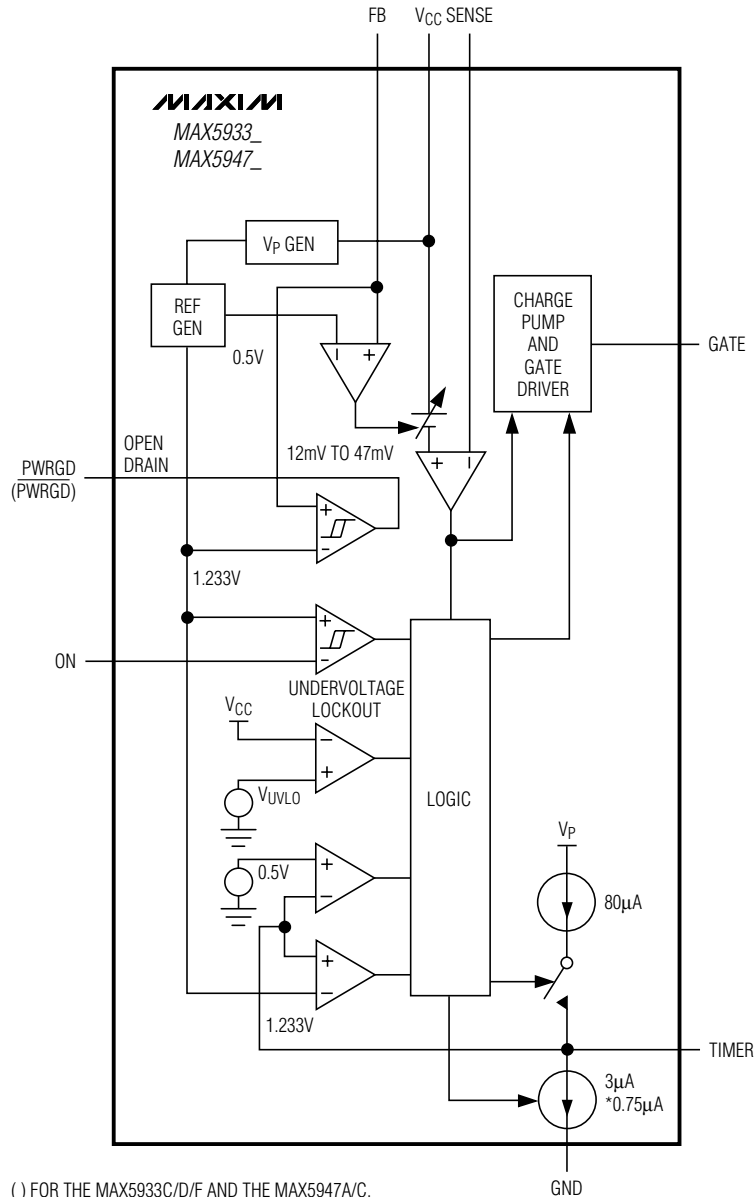 FB
VCC SENSE
MAXIM
MAX5933_
MAX5947_
VP GEN
REF
GEN
0.5V
- +
CHARGE
PUMP
AND
GATE
DRIVER
GATE
12mV TO 47mV
+ -
OPEN
DRAIN
PWRGD
(PWRGD)
+
-
1.233V
+
-
ON
UNDERVOLTAGE
LOCKOUT
VCC
-
+
VUVLO
LOGIC
VP
0.5V
+
-
80µA
+
-
1.233V
TIMER
3µA
*0.75µA
GND
( ) FOR THE MAX5933C/D/F AND THE MAX5947A/C.